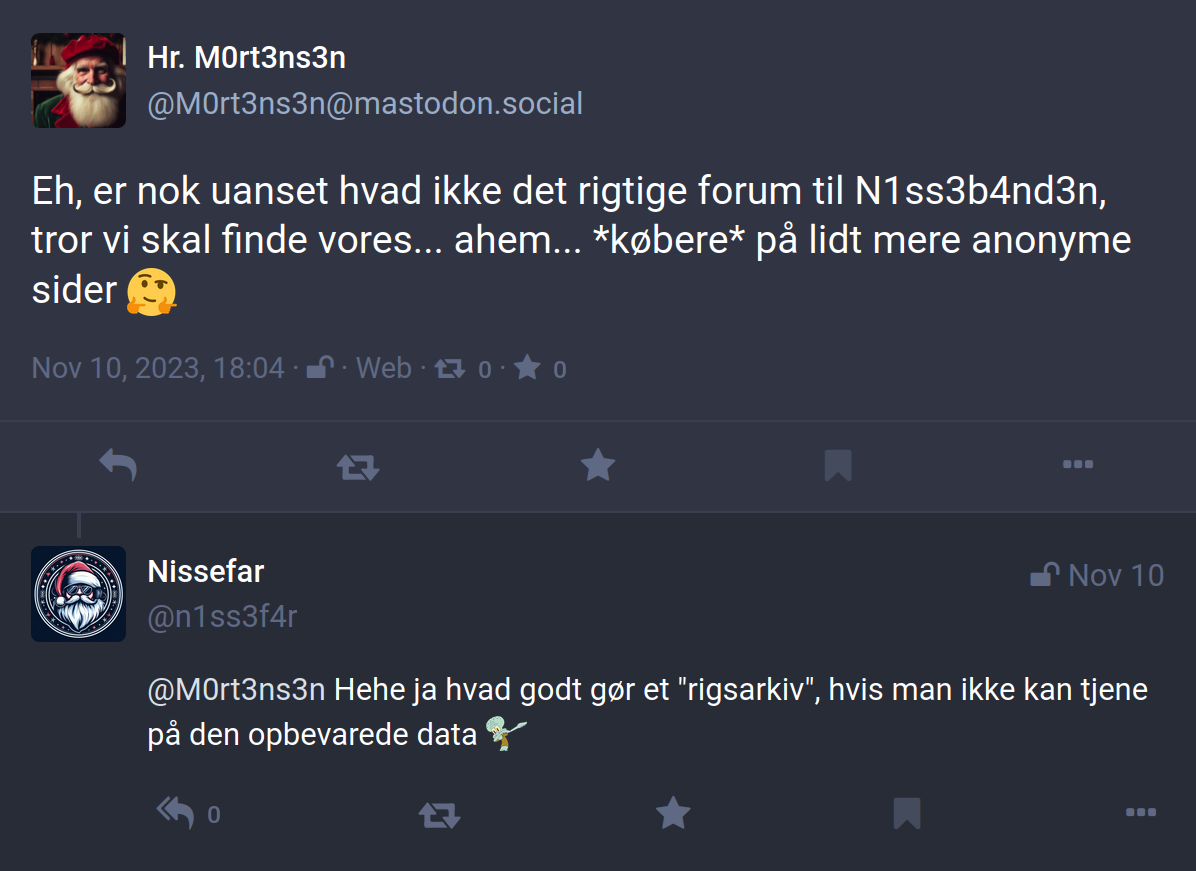 Hr. M0rt3ns3n
@M0rt3ns3n@mastodon.social
Eh, er nok uanset hvad ikke det rigtige forum til N1ss3b4nd3n,
tror vi skal finde vores... ahem... *købere* på lidt mere anonyme
sider 🤔
Nov 10, 2023, 18:04 · Web · 0 · 0
Nissefar
Nov 10
@n1ss3f4r
@M0rt3ns3n Hehe ja hvad godt gør et "rigsarkiv", hvis man ikke kan tjene
på den opbevarede data
0